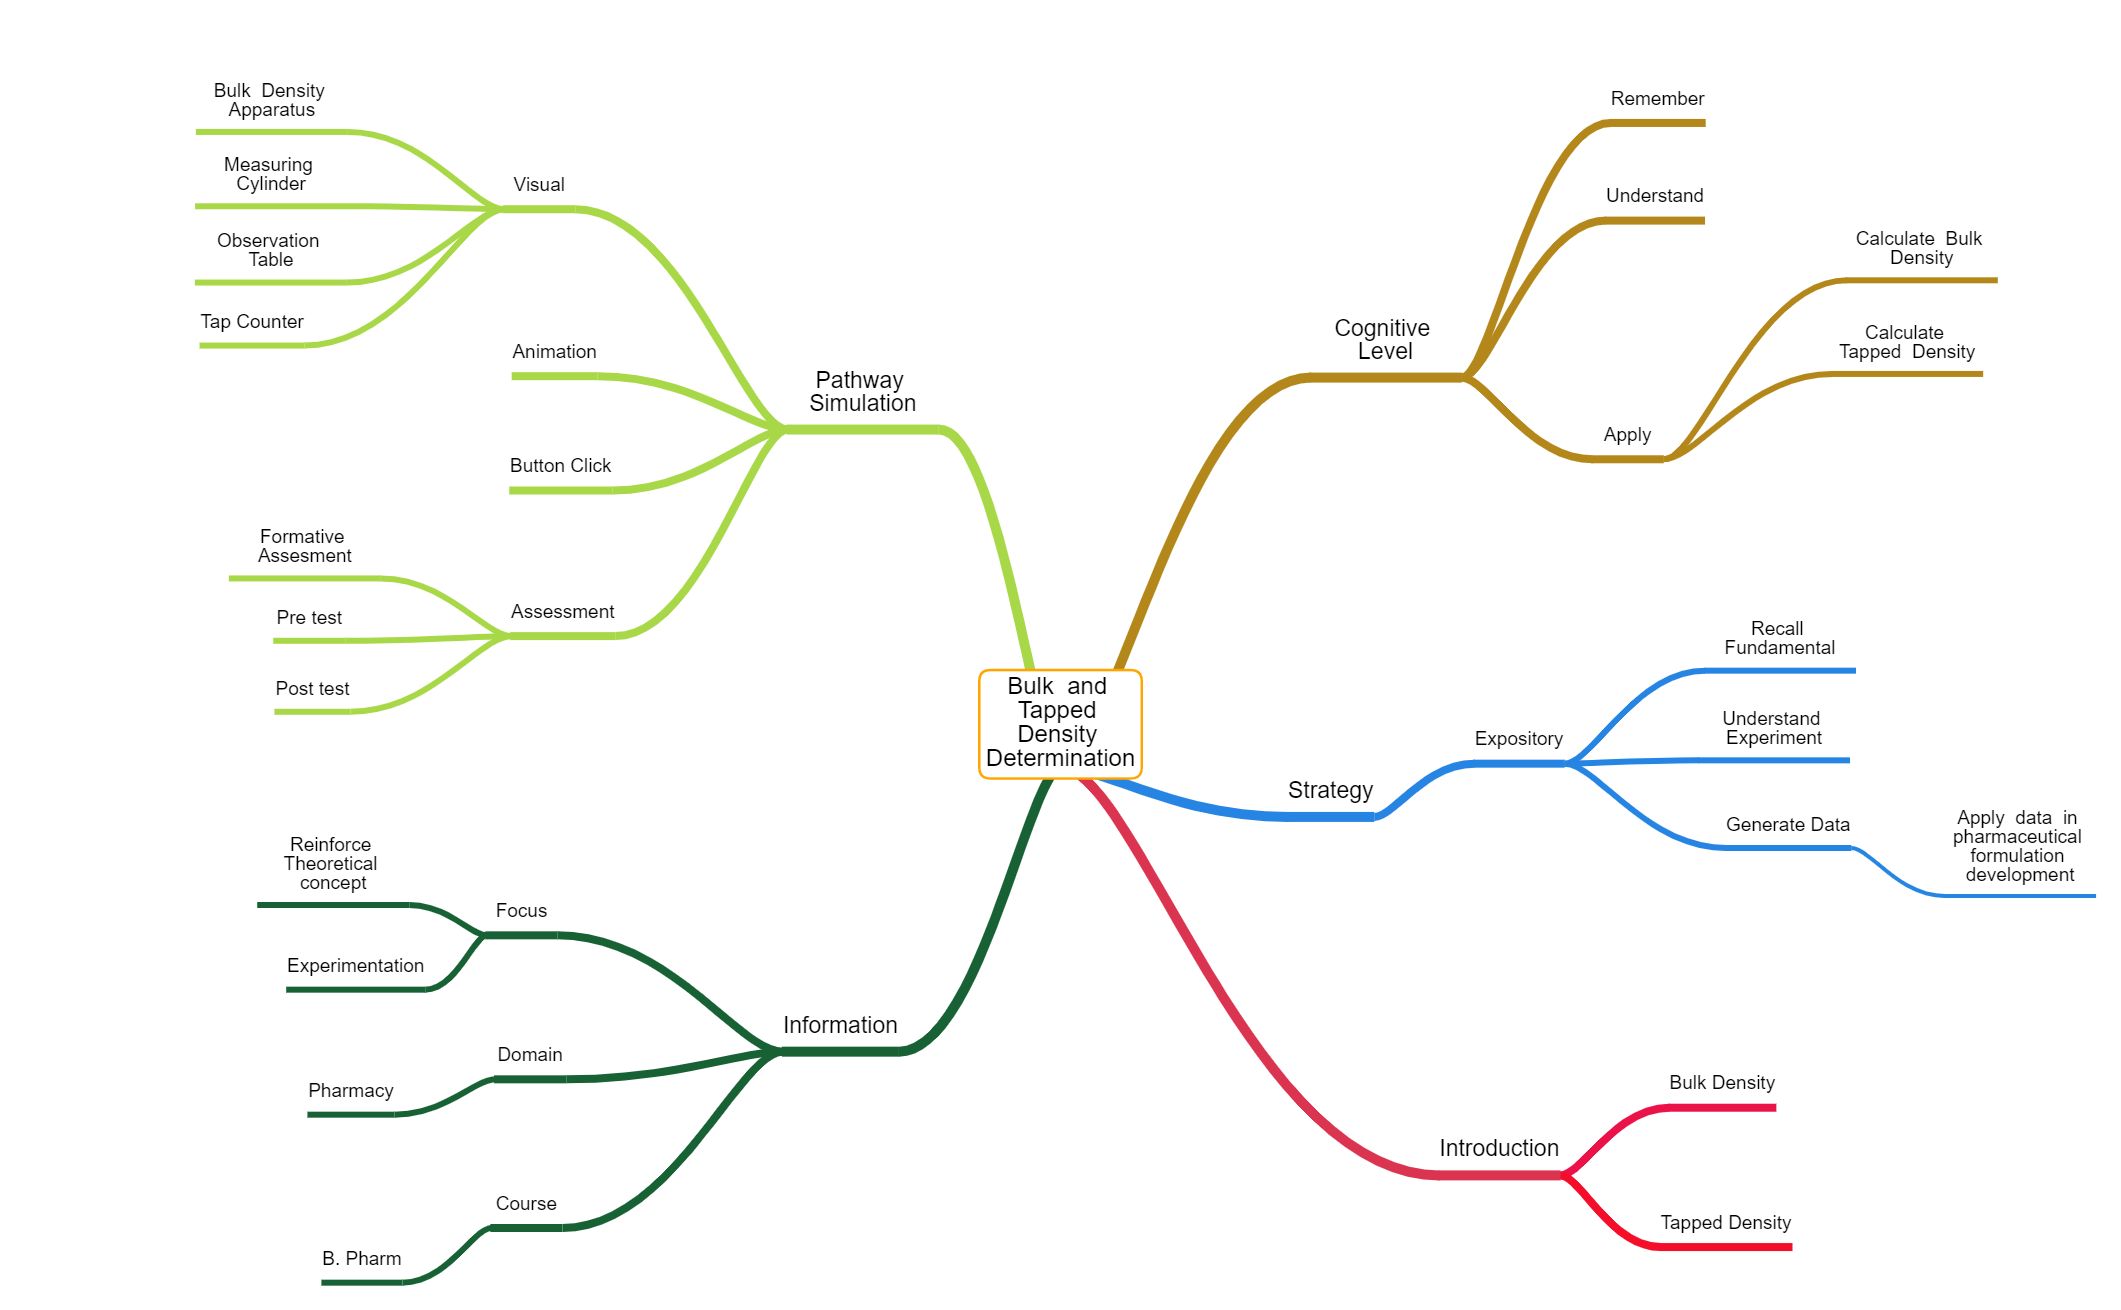 Bulk Density
Apparatus
Measuring
Cylinder
Observation
Table
Tap Counter
Visual
Animation
Button Click
Pathway
Simulation
Formative
Assesment
Pre test
Post test
Assessment
Remember
Understand
Cognitive
Level
Apply
Calculate Bulk
Density
Calculate
Tapped Density
Bulk and
Tapped
Density
Determination
Strategy
Expository
Recall
Fundamental
Understand
Experiment
Generate Data
Apply data in
pharmaceutical
formulation
development
Reinforce
Theoretical
concept
Experimentation
Focus
Information
Domain
Pharmacy
Course
B. Pharm
Introduction
Bulk Density
Tapped Density